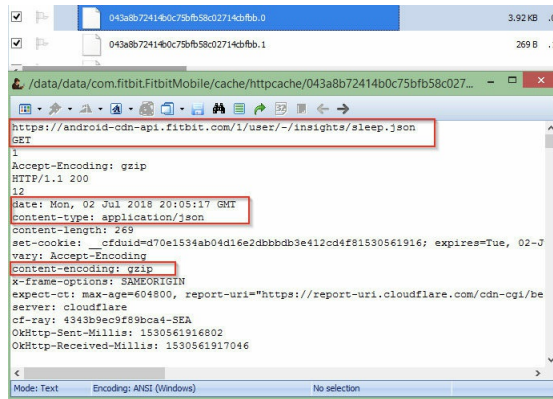 043a8b72414b0c75bfb58c02714cbfbb.0 3.92 KB
043a8b72414b0c75bfb58c02714cbfbb.1 269 B
/data/data/com.fitbit.FitbitMobile/cache/httpcache/043a8b72414b0c75bfb58c027...
https://android-cdn-api.fitbit.com/1/user/-/insights/sleep.json
GET
1
Accept-Encoding: gzip
HTTP/1.1 200
12
date: Mon, 02 Jul 2018 20:05:17 GMT
content-type: application/json
content-length: 269
set-cookie: __cfduid=d70e1534ab04d16e2dbbbdb3e412cd4f81530561916; expires=Tue, 02-J
vary: Accept-Encoding
content-encoding: gzip
x-frame-options: SAMEORIGIN
expect-ct: max-age=604800, report-uri="https://report-uri.cloudflare.com/cdn-cgi/be
server: cloudflare
cf-ray: 4343b9ec9f89bca4-SEA
OkHttp-Sent-Millis: 1530561916802
OkHttp-Received-Millis: 1530561917046
Mode: Text Encoding: ANSI (Windows) No selection